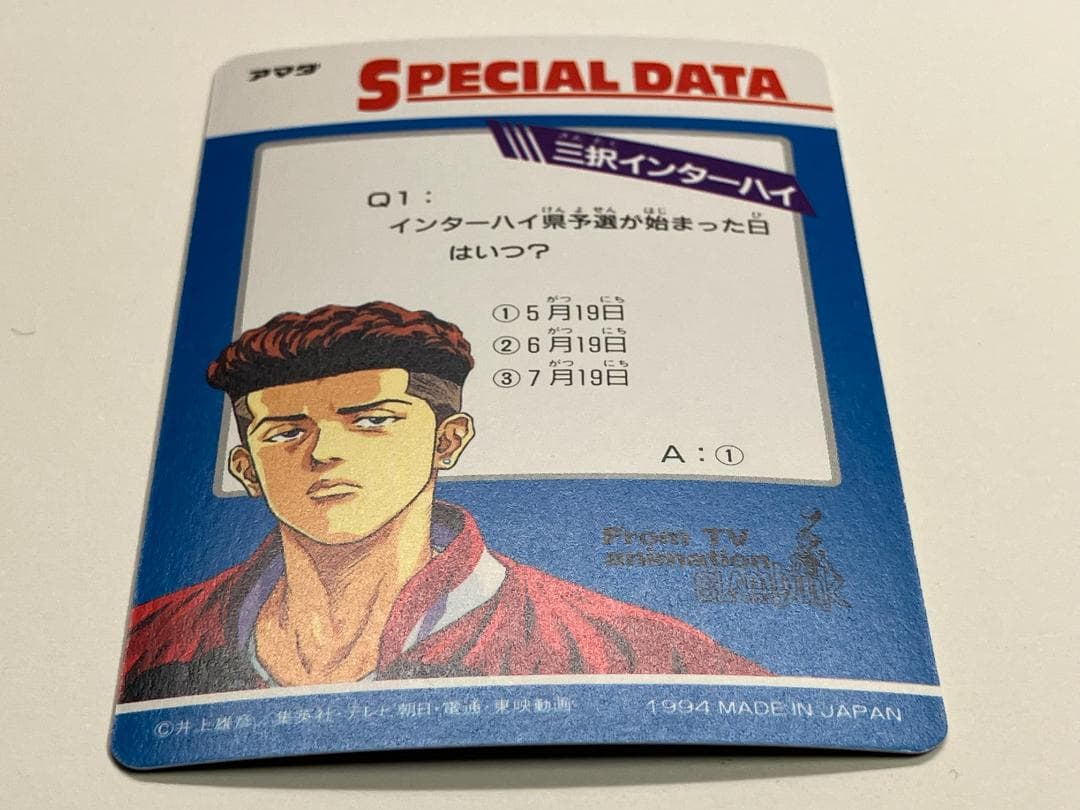 アマダ
SPECIAL DATA
三択インターハイ
Q1:
インターハイ県予選が始まった日
はいつ?
①5月19日
②6月19日
③7月19日
A:①
From TV
animation
SLAM DUNK
©井上雄彦、集英社・テレビ朝日・電通・東映動画
1994 MADE IN JAPAN